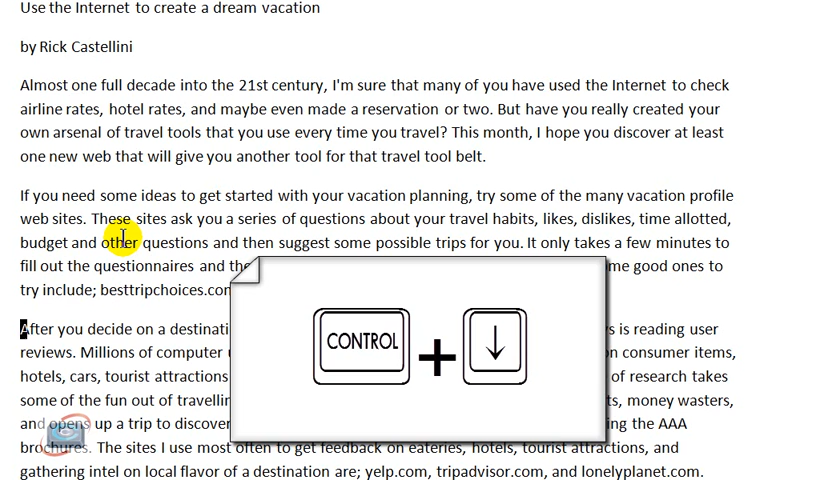 Use the Internet to create a dream vacation
by Rick Castellini
Almost one full decade into the 21st century, I'm sure that many of you have used the Internet to check
airline rates, hotel rates, and maybe even made a reservation or two. But have you really created your
own arsenal of travel tools that you use every time you travel? This month, I hope you discover at least
one new web that will give you another tool for that travel tool belt.
If you need some ideas to get started with your vacation planning, try some of the many vacation profile
web sites. These sites ask you a series of questions about your travel habits, likes, dislikes, time allotted,
budget and other questions and then suggest some possible trips for you. It only takes a few minutes to
fill out the questionnaires and me good ones to
try include; besttripchoices.com
After you decide on a s is reading user
reviews. Millions of computer on consumer items,
hotels, cars, tourist attractions of research takes
some of the fun out of money wasters,
and opens up a trip to ing the AAA
brochures. The sites I use most often to get feedback on eateries, hotels, tourist attractions, and
gathering intel on local flavor of a destination are; yelp.com, tripadvisor.com, and lonelyplanet.com.
CONTROL + ↓